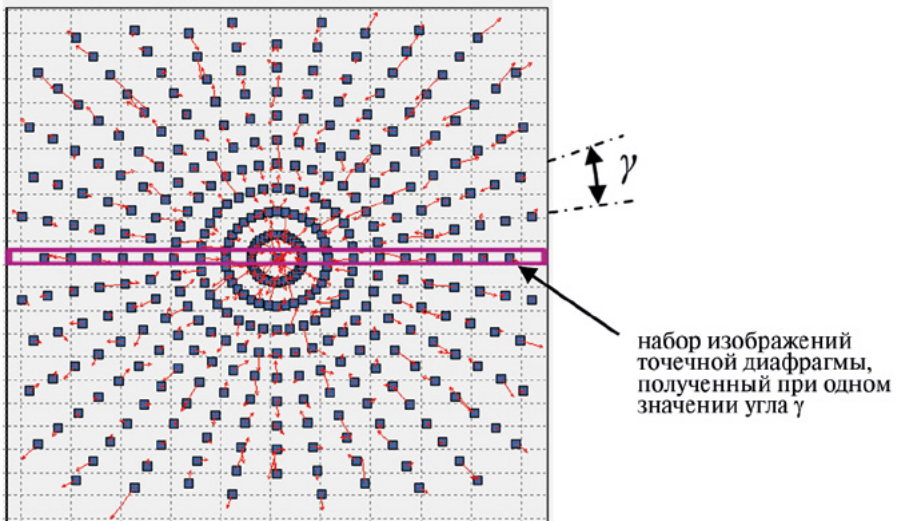 γ
набор изображений
точечной диафрагмы,
полученный при одном
значении угла γ